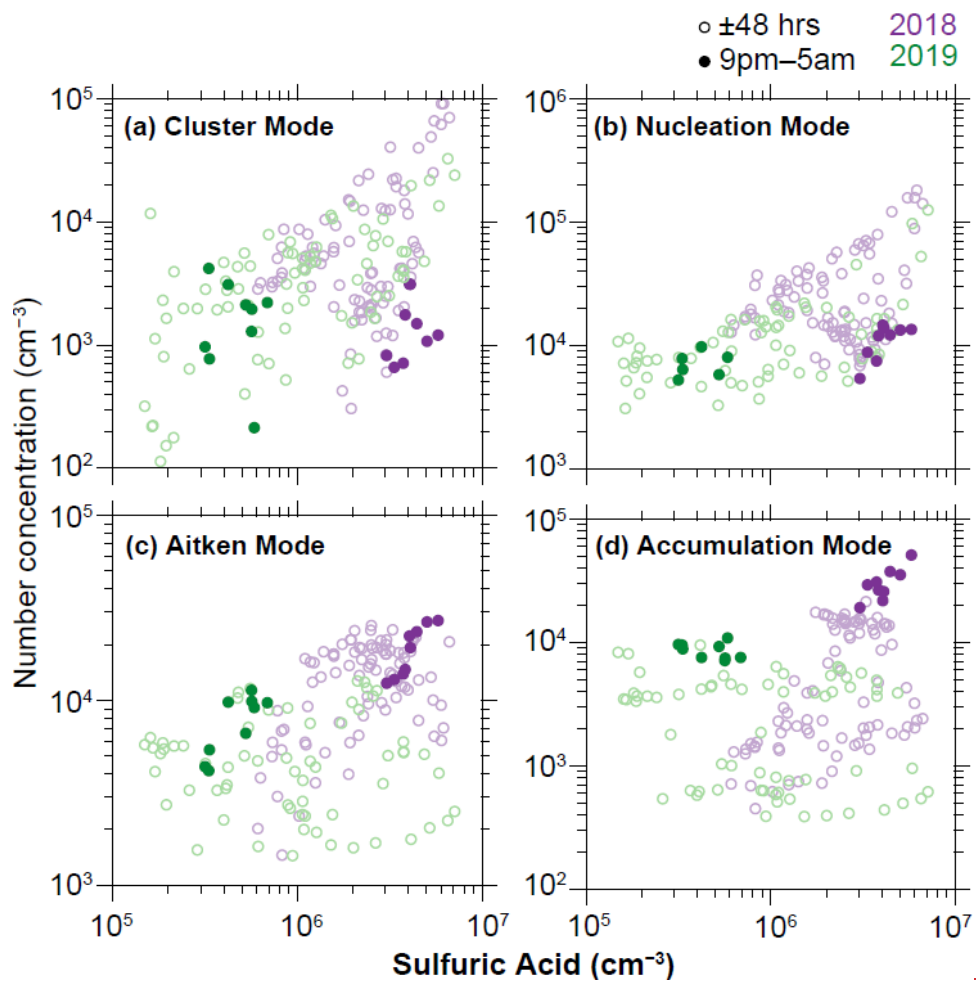 ±48 hrs 2018
9pm–5am 2019
10⁵ 10⁶
(a) Cluster Mode (b) Nucleation Mode
10⁴ 10⁵
10³ 10⁴
10² 10³
10⁵ 10⁵
(c) Aitken Mode (d) Accumulation Mode
10⁴ 10⁴
10³
10³ 10²
10⁵ 10⁶ 10⁷ 10⁵ 10⁶ 10⁷
Number concentration (cm⁻³)
Sulfuric Acid (cm⁻³)